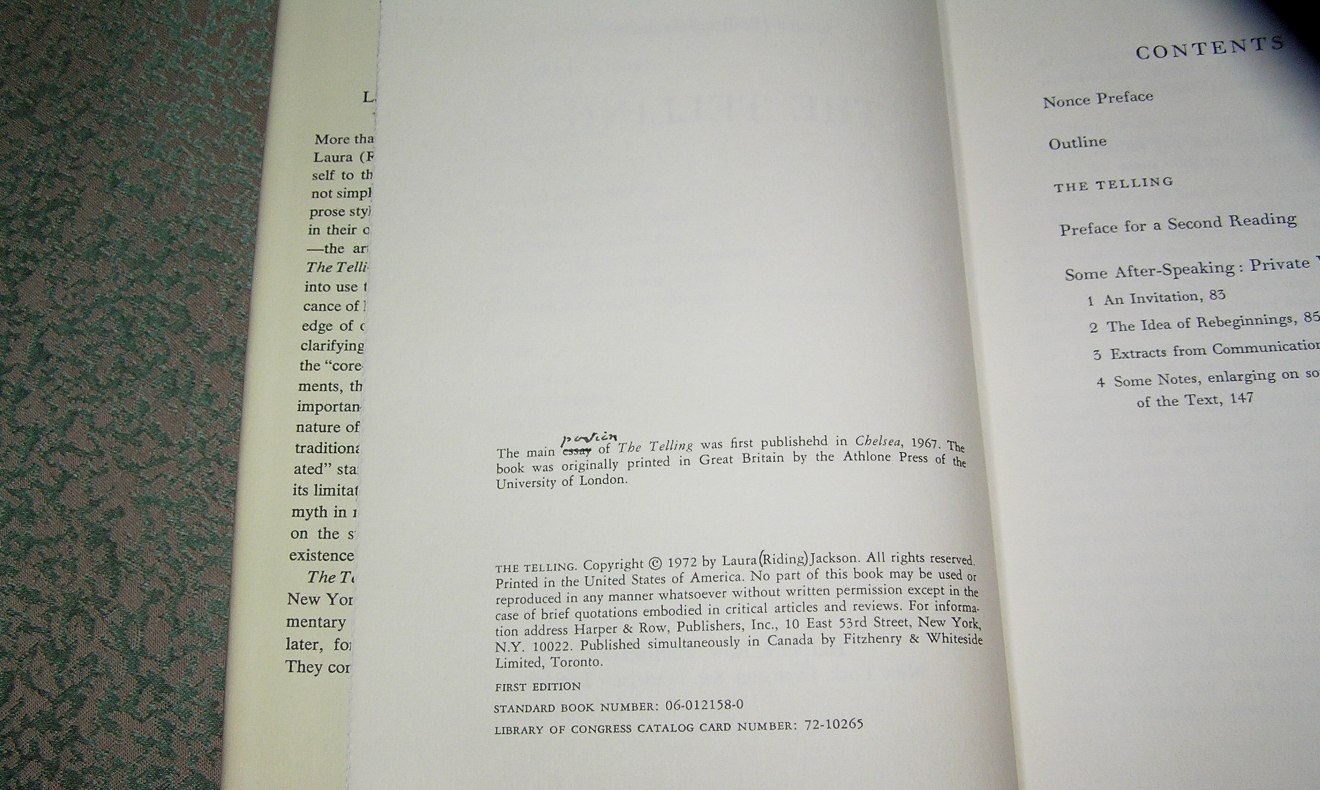 L
More tha
Laura (R
self to th
not simpl
prose styl
in their o
—the ar
The Telli
into use t
cance of
edge of
clarifying
the “core
ments, th
importan
nature of
traditiona
ated” sta
its limitat
myth in
on the s
existence
The Te
New Yor
mentary
later, for
They con
portion
The main essay of The Telling was first publishehd in Chelsea, 1967. The
book was originally printed in Great Britain by the Athlone Press of the
University of London.
THE TELLING. Copyright © 1972 by Laura (Riding) Jackson. All rights reserved.
Printed in the United States of America. No part of this book may be used or
reproduced in any manner whatsoever without written permission except in the
case of brief quotations embodied in critical articles and reviews. For informa-
tion address Harper & Row, Publishers, Inc., 10 East 53rd Street, New York,
N.Y. 10022. Published simultaneously in Canada by Fitzhenry & Whiteside
Limited, Toronto.
FIRST EDITION
STANDARD BOOK NUMBER: 06-012158-0
LIBRARY OF CONGRESS CATALOG CARD NUMBER: 72-10265
CONTENTS
Nonce Preface
Outline
THE TELLING
Preface for a Second Reading
Some After-Speaking: Private
1 An Invitation, 83
2 The Idea of Rebeginnings, 85
3 Extracts from Communication
4 Some Notes, enlarging on so
of the Text, 147